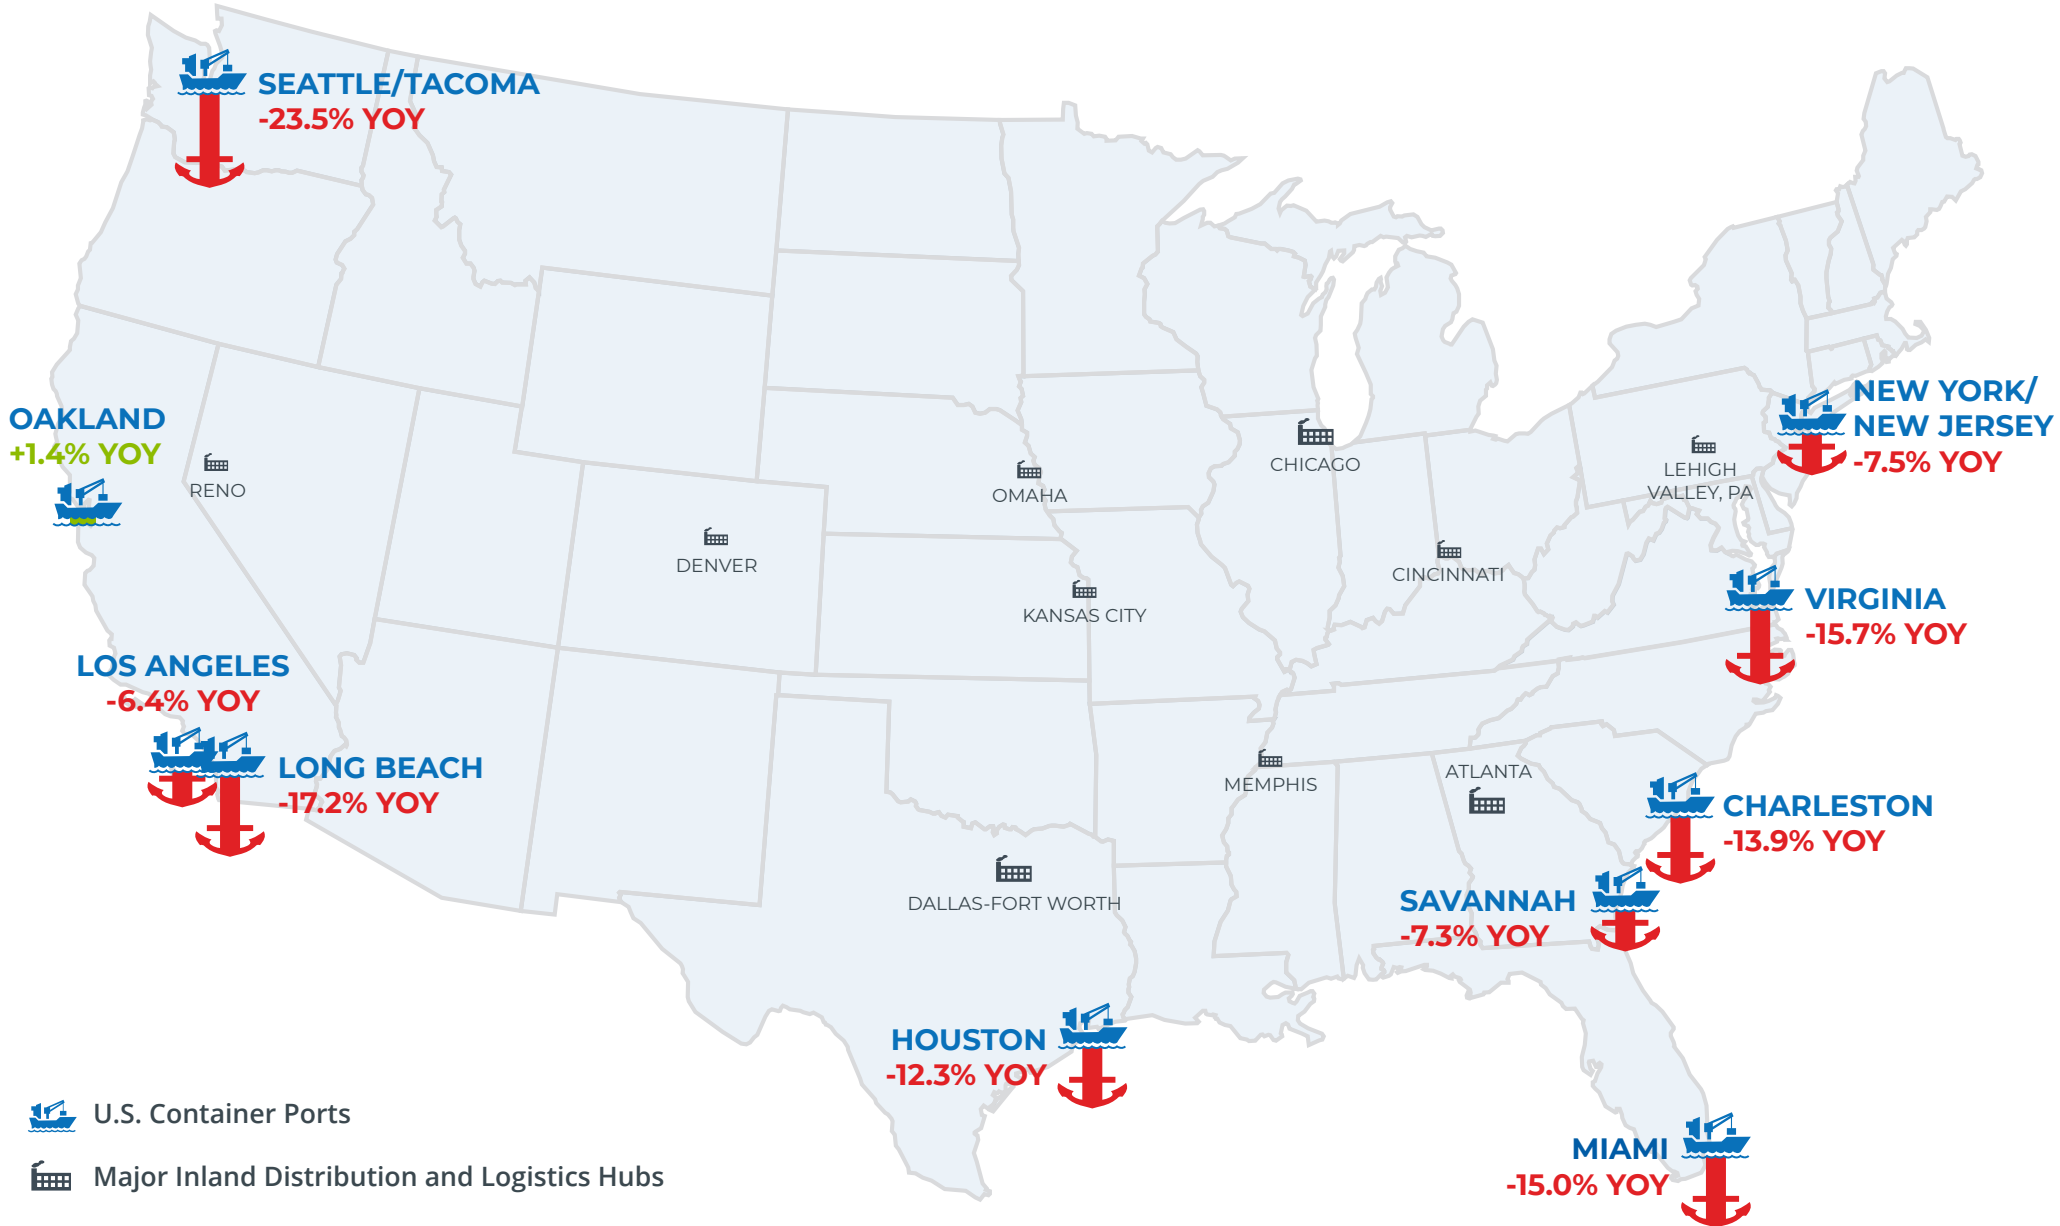 SEATTLE/TACOMA
-23.5% YOY
OAKLAND
+1.4% YOY
RENO
LOS ANGELES
-6.4% YOY
LONG BEACH
-17.2% YOY
DENVER
OMAHA
KANSAS CITY
CHICAGO
CINCINNATI
LEHIGH
VALLEY, PA
NEW YORK/
NEW JERSEY
-7.5% YOY
VIRGINIA
-15.7% YOY
MEMPHIS
ATLANTA
CHARLESTON
-13.9% YOY
SAVANNAH
-7.3% YOY
DALLAS-FORT WORTH
HOUSTON
-12.3% YOY
MIAMI
-15.0% YOY
U.S. Container Ports
Major Inland Distribution and Logistics Hubs